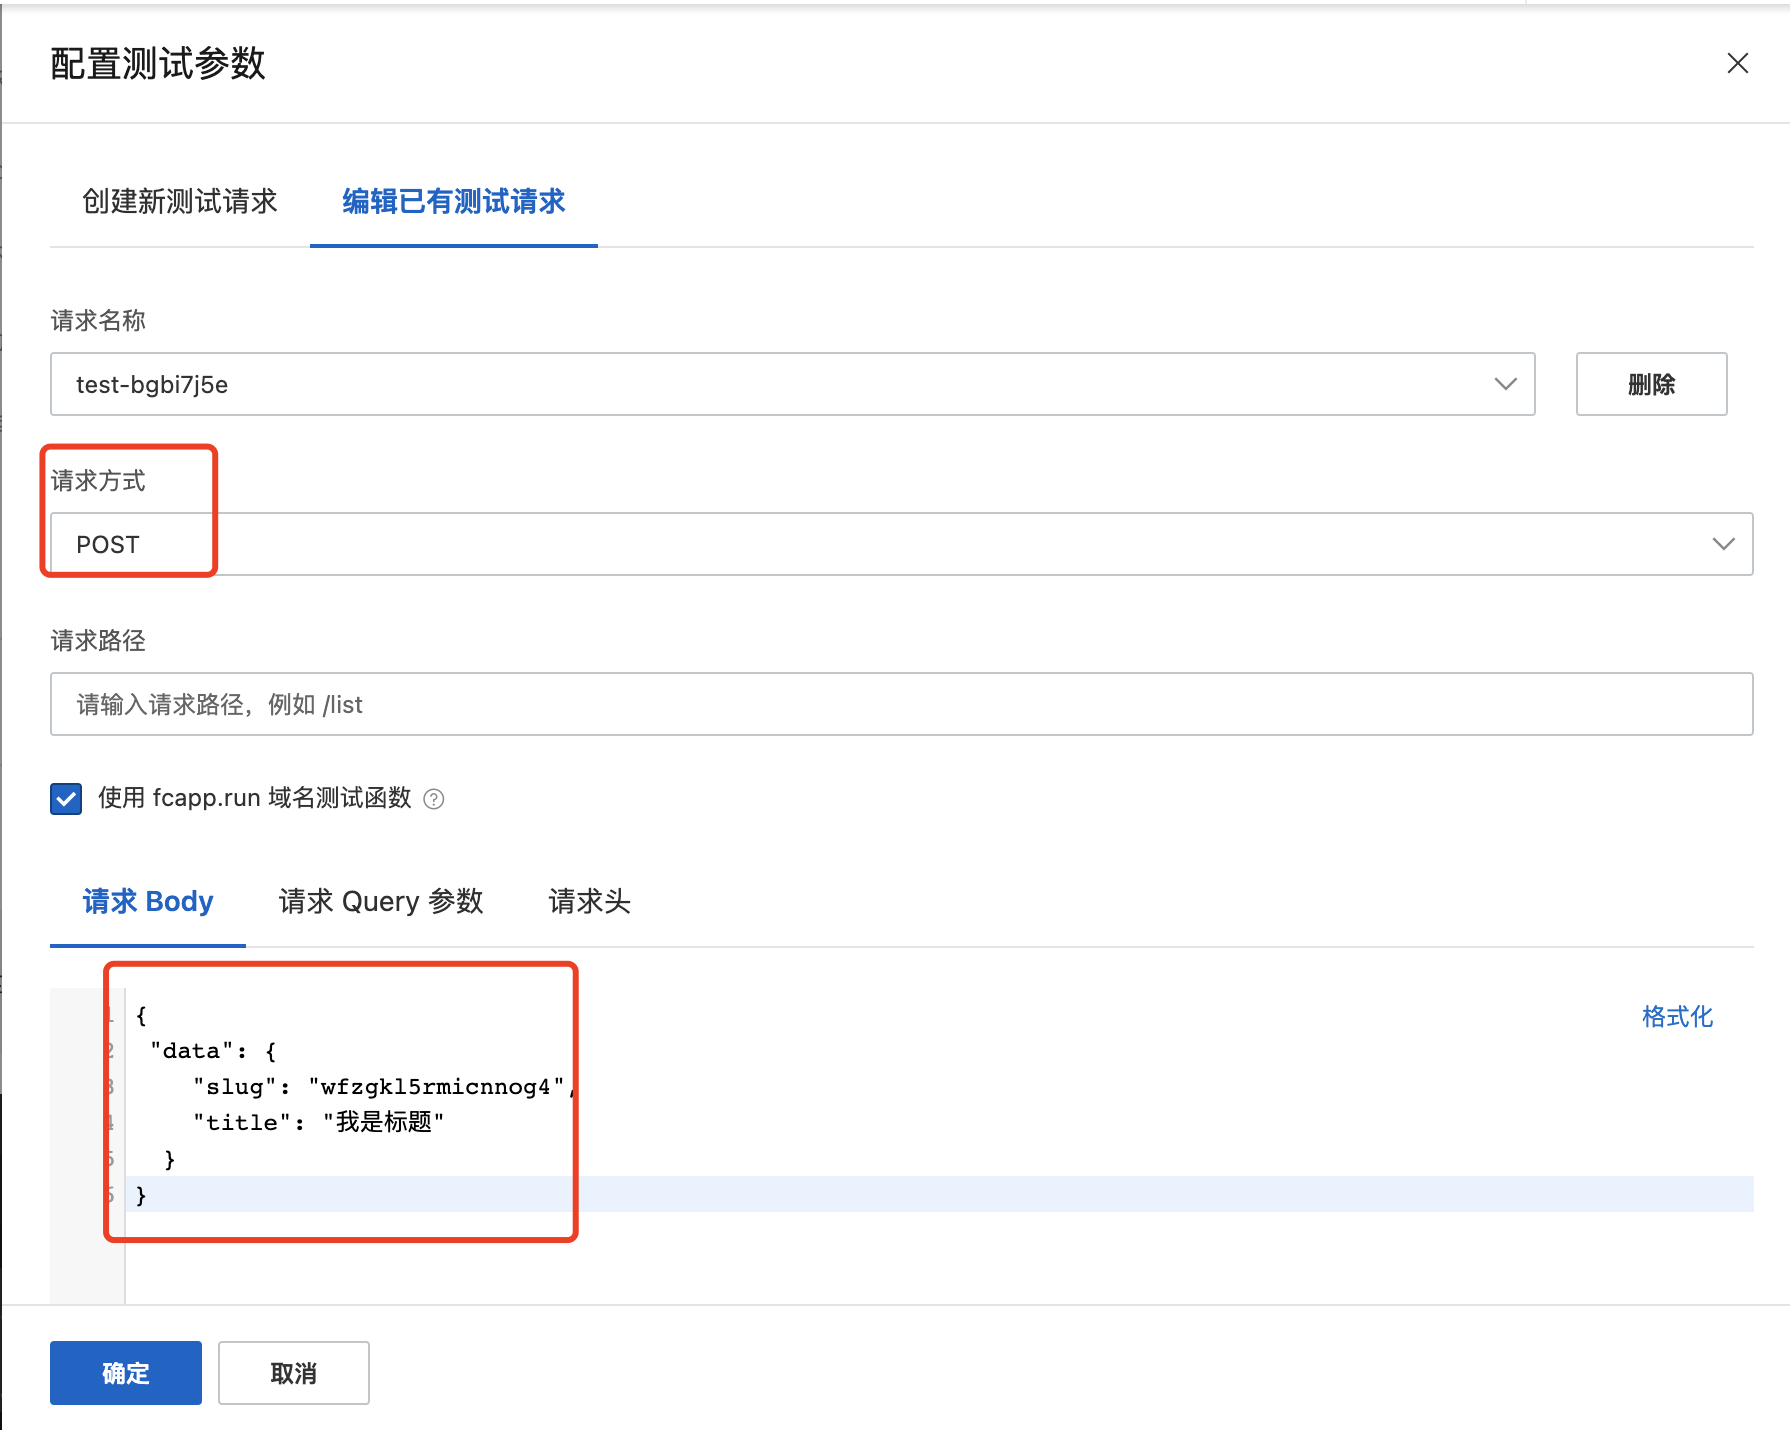 配置测试参数
创建新测试请求 编辑已有测试请求
请求名称
test-bgbi7j5e 删除
请求方式
POST
请求路径
请输入请求路径，例如 /list
使用 fcapp.run 域名测试函数 ?
请求 Body 请求 Query 参数 请求头
格式化
1 {
2 "data": {
3 "slug": "wfzgkl5rmicnnog4",
4 "title": "我是标题"
5 }
6 }
确定 取消